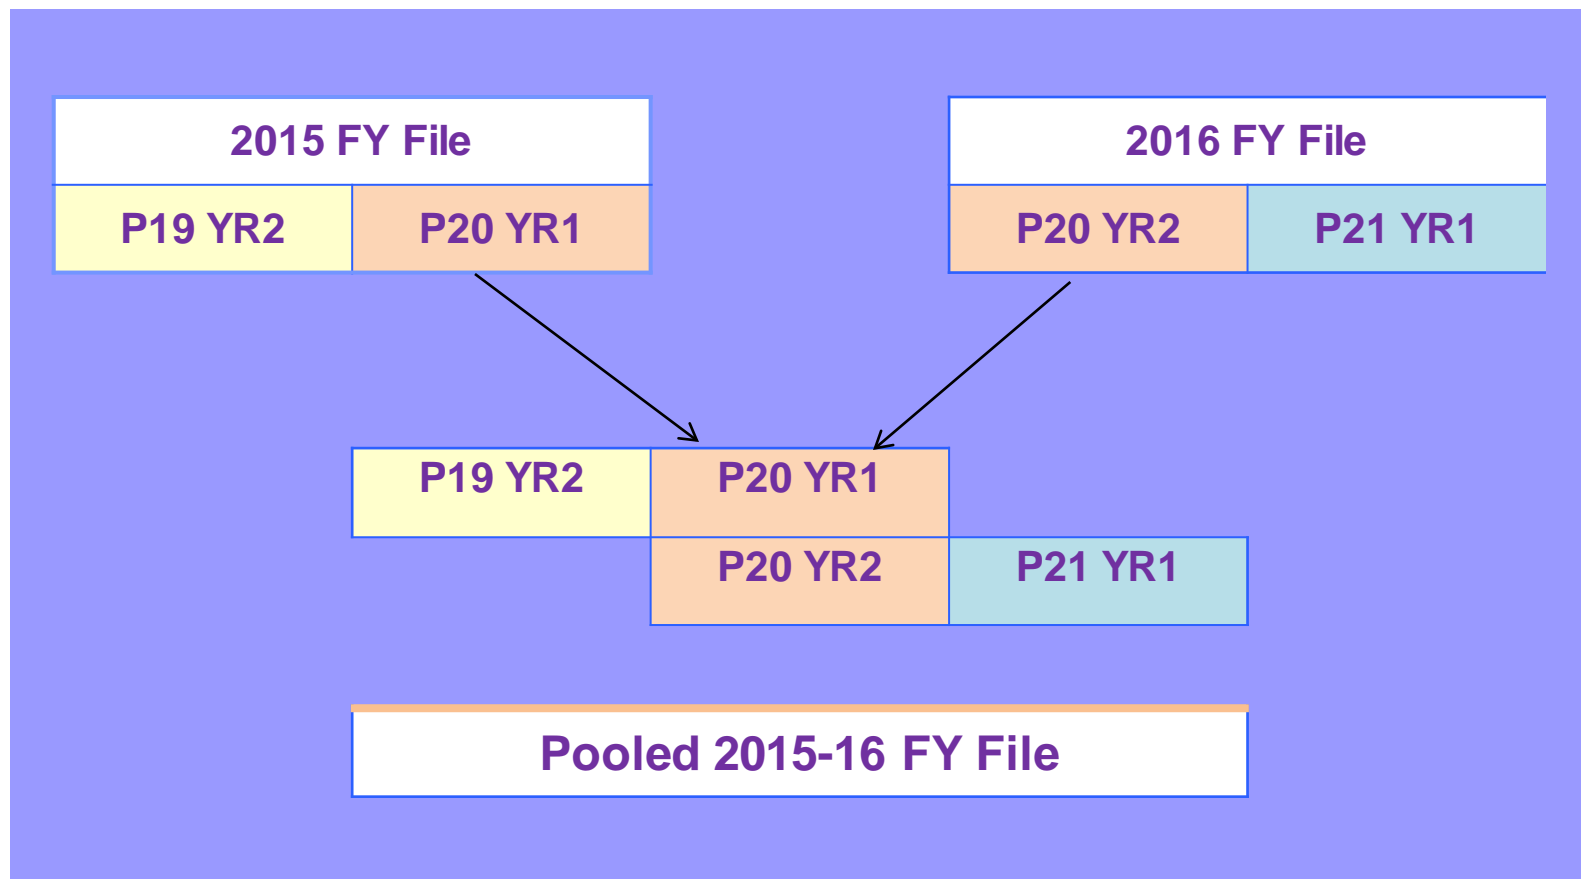 2015 FY File
2016 FY File
P19 YR2
P20 YR1
P20 YR2
P21 YR1
P19 YR2
P20 YR1
P20 YR2
P21 YR1
Pooled 2015-16 FY File